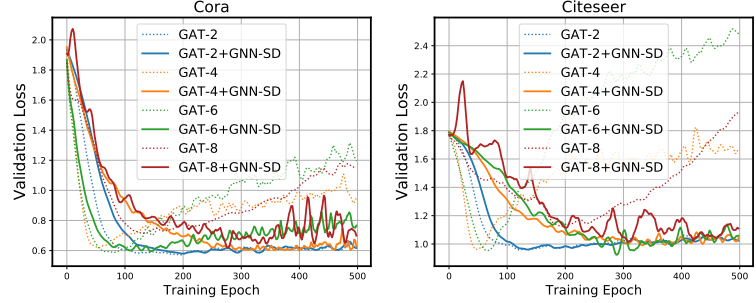 Cora
Validation Loss
2.0
1.8
1.6
1.4
1.2
1.0
0.8
0.6
GAT-2
GAT-2+GNN-SD
GAT-4
GAT-4+GNN-SD
GAT-6
GAT-6+GNN-SD
GAT-8
GAT-8+GNN-SD
0 100 200 300 400 500
Training Epoch
Citeseer
Validation Loss
2.4
2.2
2.0
1.8
1.6
1.4
1.2
1.0
GAT-2
GAT-2+GNN-SD
GAT-4
GAT-4+GNN-SD
GAT-6
GAT-6+GNN-SD
GAT-8
GAT-8+GNN-SD
0 100 200 300 400 500
Training Epoch